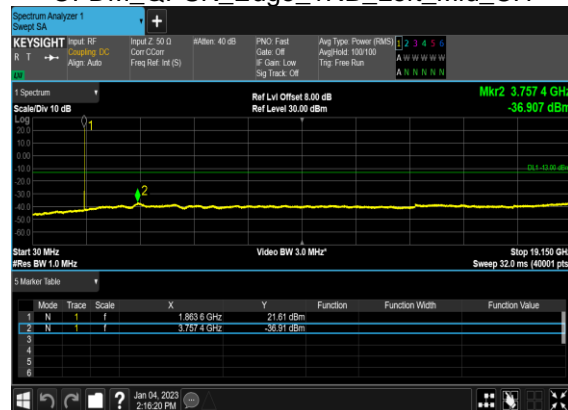 Spectrum Analyzer 1
Swept SA
+
KEYSIGHT Input: RF Input Z: 50 Ω #Atten: 40 dB PNO: Fast Avg Type: Power (RMS) 1 2 3 4 5 6
R T Coupling: DC Corr CCorr Gate: Off Avg|Hold: 100/100 A W W W W W
Align: Auto Freq Ref: Int (S) IF Gain: Low Trig: Free Run
LW Sig Track: Off A N N N N N
1 Spectrum Ref Lvl Offset 8.00 dB Mkr2 3.757 4 GHz
Scale/Div 10 dB Ref Level 30.00 dBm -36.907 dBm
Log
1
20.0
10.0
0.00
-10.0
DL1 -13.00 dBm
-20.0
2
-30.0
-40.0
-50.0
-60.0
Start 30 MHz Video BW 3.0 MHz* Stop 19.150 GHz
#Res BW 1.0 MHz Sweep 32.0 ms (40001 pts
5 Marker Table
Mode Trace Scale X Y Function Function Width Function Value
1 N 1 f 1.863 6 GHz 21.61 dBm
2 N 1 f 3.757 4 GHz -36.91 dBm
3
4
5
6
? Jan 04, 2023
2:16:20 PM